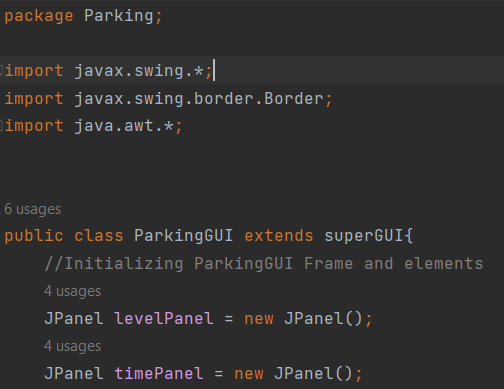 package Parking;
import javax.swing.*;
import javax.swing.border.Border;
import java.awt.*;
6 usages
public class ParkingGUI extends superGUI{
//Initializing ParkingGUI Frame and elements
4 usages
JPanel levelPanel = new JPanel();
4 usages
JPanel timePanel = new JPanel();